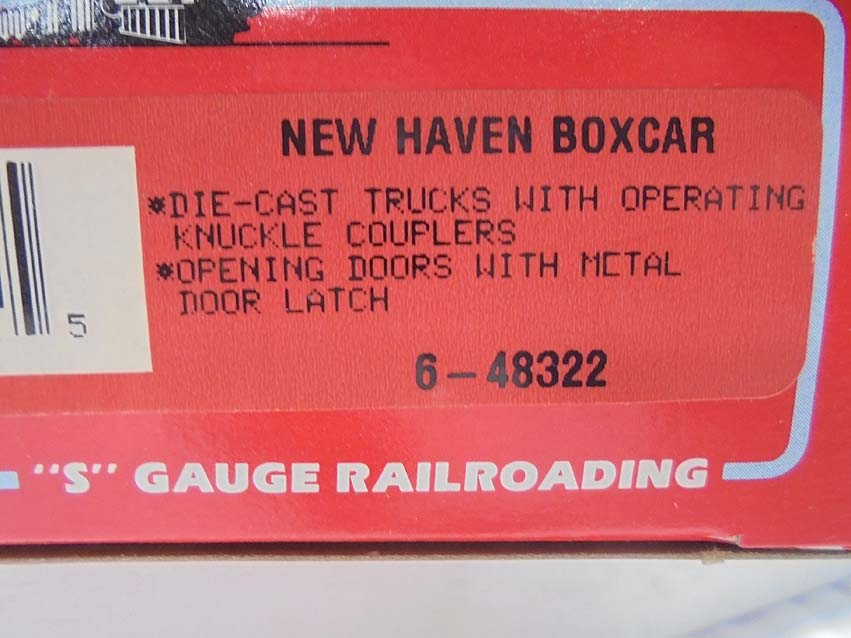 NEW HAVEN BOXCAR
*DIE-CAST TRUCKS WITH OPERATING
KNUCKLE COUPLERS
*OPENING DOORS WITH METAL
DOOR LATCH
5
6-48322
"S" GAUGE RAILROADING